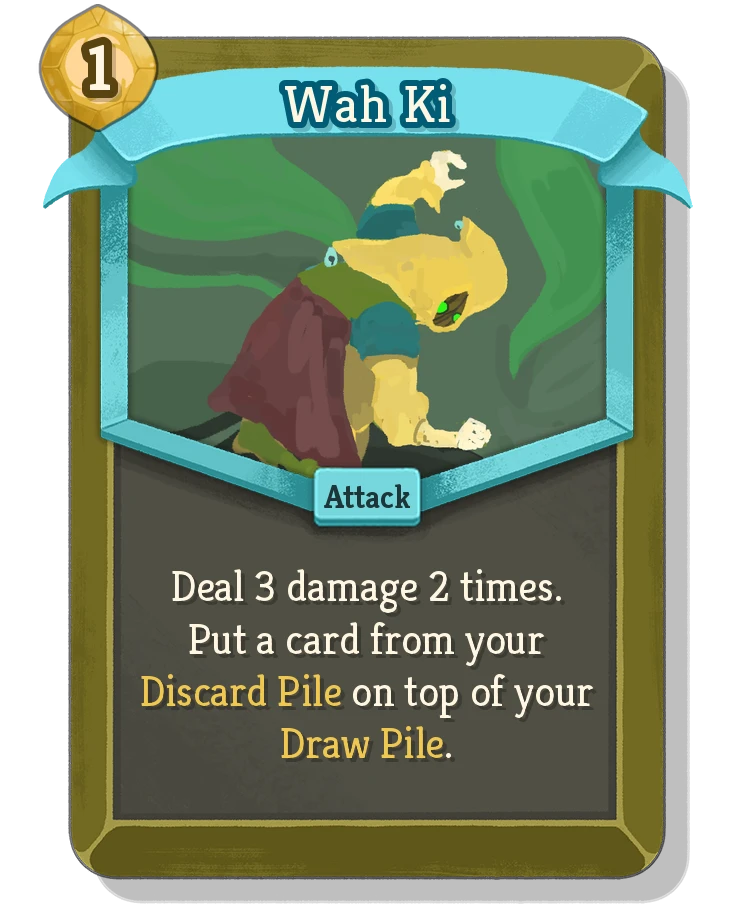 1
Wah Ki
Attack
Deal 3 damage 2 times.
Put a card from your
Discard Pile on top of your
Draw Pile.